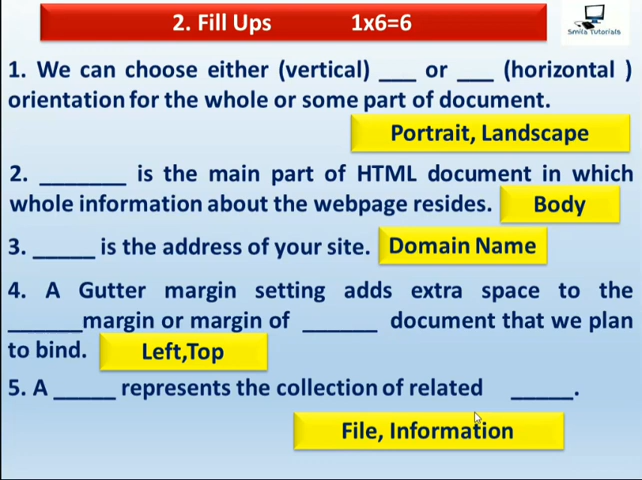 2. Fill Ups 1x6=6
Smita Tutorials
1. We can choose either (vertical) ___ or ___ (horizontal )
orientation for the whole or some part of document.
Portrait, Landscape
2. _______ is the main part of HTML document in which
whole information about the webpage resides. Body
3. _____ is the address of your site. Domain Name
4. A Gutter margin setting adds extra space to the
______margin or margin of ______ document that we plan
to bind. Left,Top
5. A _____ represents the collection of related _____.
File, Information